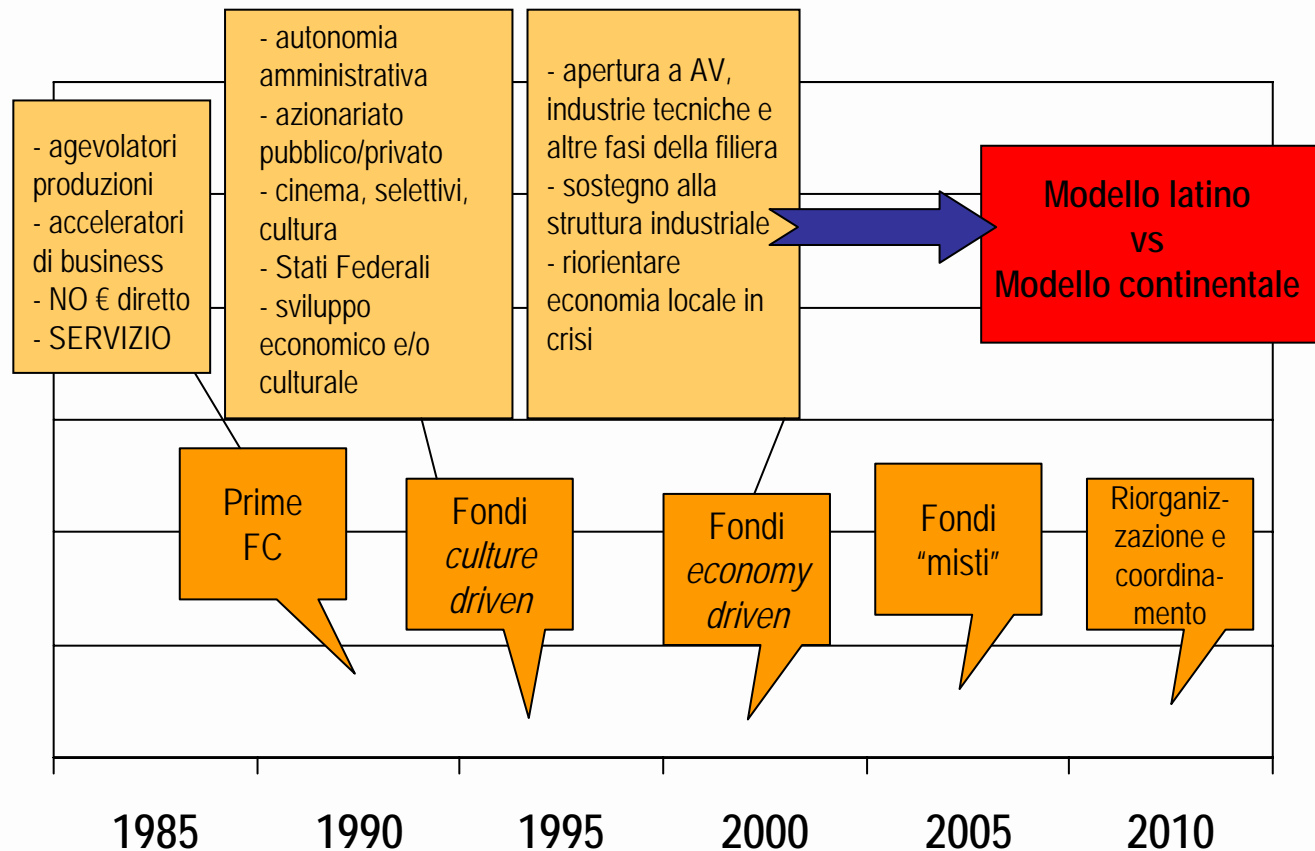 - agevolatori
produzioni
- acceleratori
di business
- NO € diretto
- SERVIZIO
- autonomia
amministrativa
- azionariato
pubblico/privato
- cinema, selettivi,
cultura
- Stati Federali
- sviluppo
economico e/o
culturale
- apertura a AV,
industrie tecniche e
altre fasi della filiera
- sostegno alla
struttura industriale
- riorientare
economia locale in
crisi
Modello latino
vs
Modello continentale
Prime
FC
Fondi
culture
driven
Fondi
economy
driven
Fondi
“misti”
Riorganiz-
zazione e
coordina-
mento
1985 1990 1995 2000 2005 2010